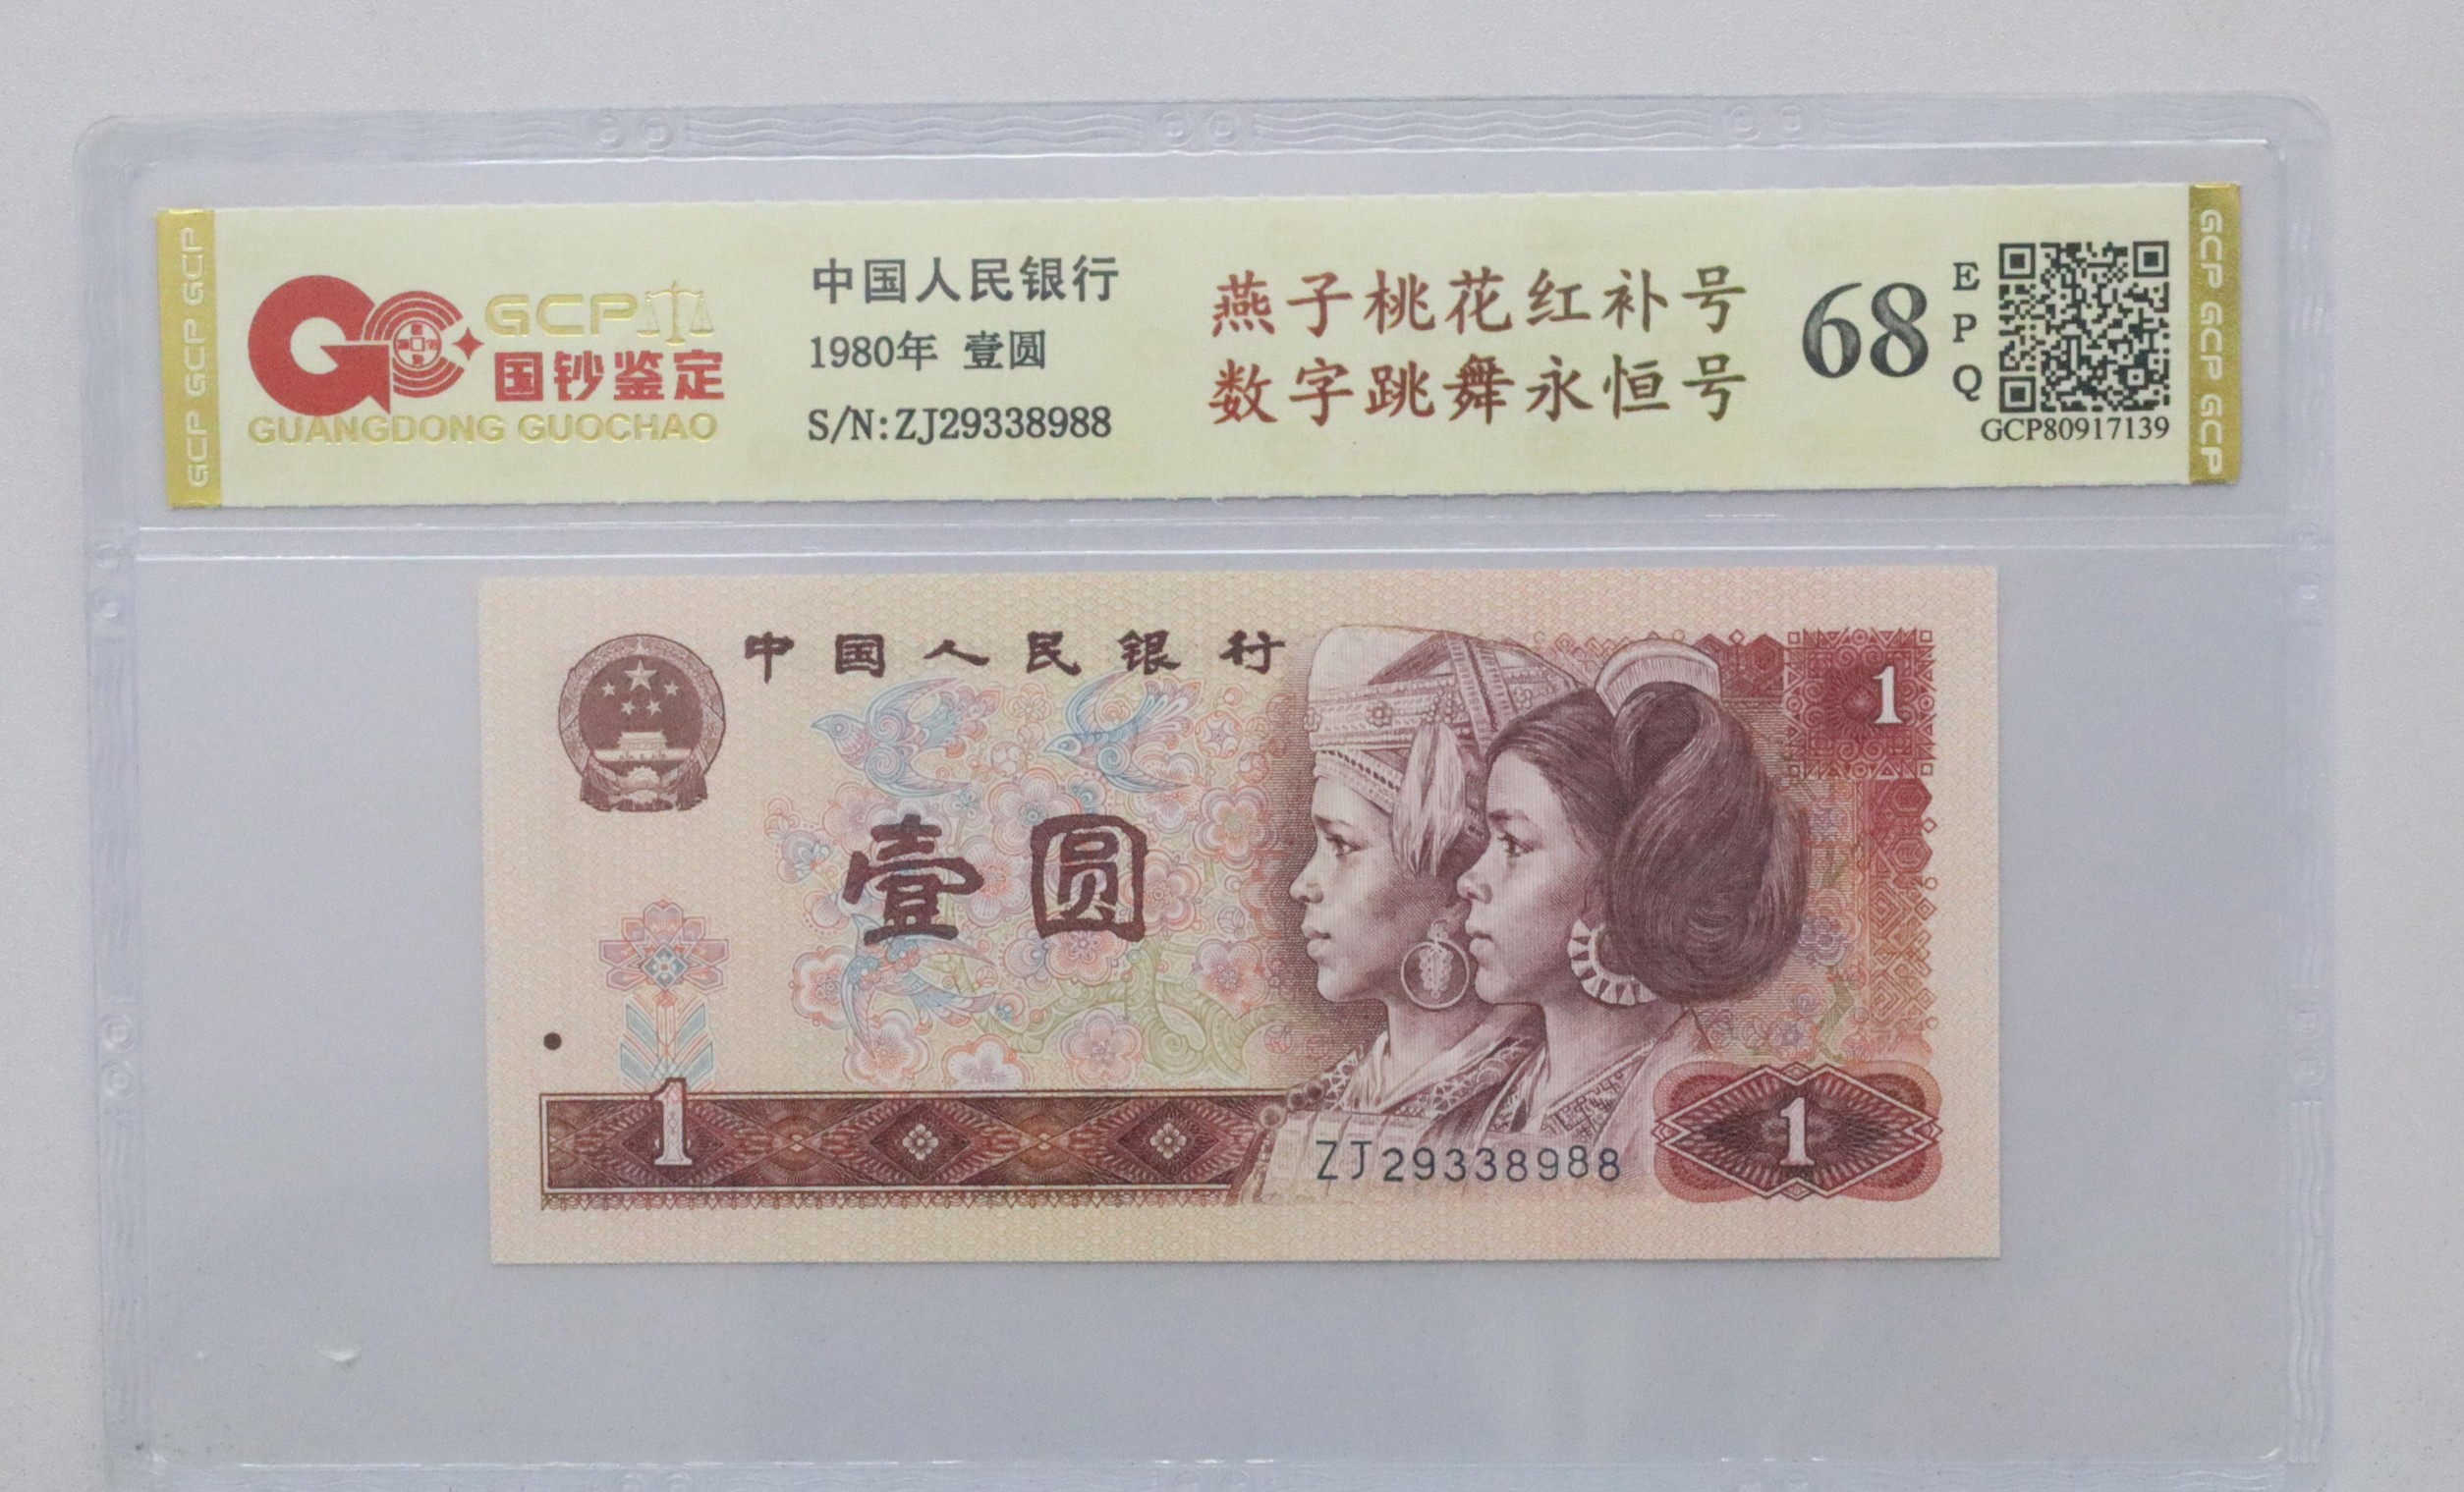 GCP GCP GCP
GCP
国钞鉴定
GUANGDONG GUOCHAO
中国人民银行
1980年 壹圆
S/N:ZJ29338988
燕子桃花红补号
数字跳舞永恒号
68
E
P
Q
GCP80917139
GCP GCP GCP GCP
中国人民银行
1
壹圆
1
1
ZJ29338988